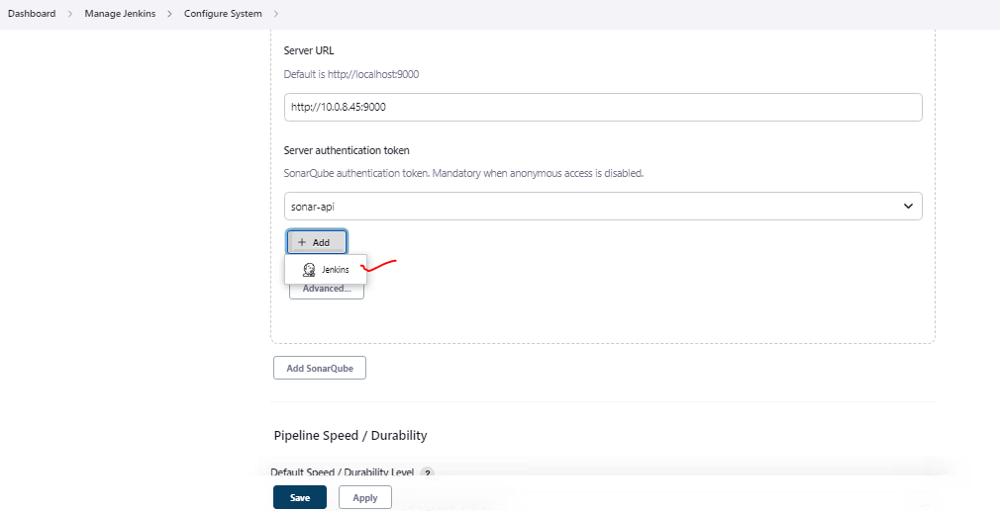 Dashboard > Manage Jenkins > Configure System >
Server URL
Default is http://localhost:9000
http://10.0.8.45:9000
Server authentication token
SonarQube authentication token. Mandatory when anonymous access is disabled.
sonar-api
+ Add
Jenkins
Advanced...
Add SonarQube
Pipeline Speed / Durability
Default Speed / Durability Level ?
Save Apply